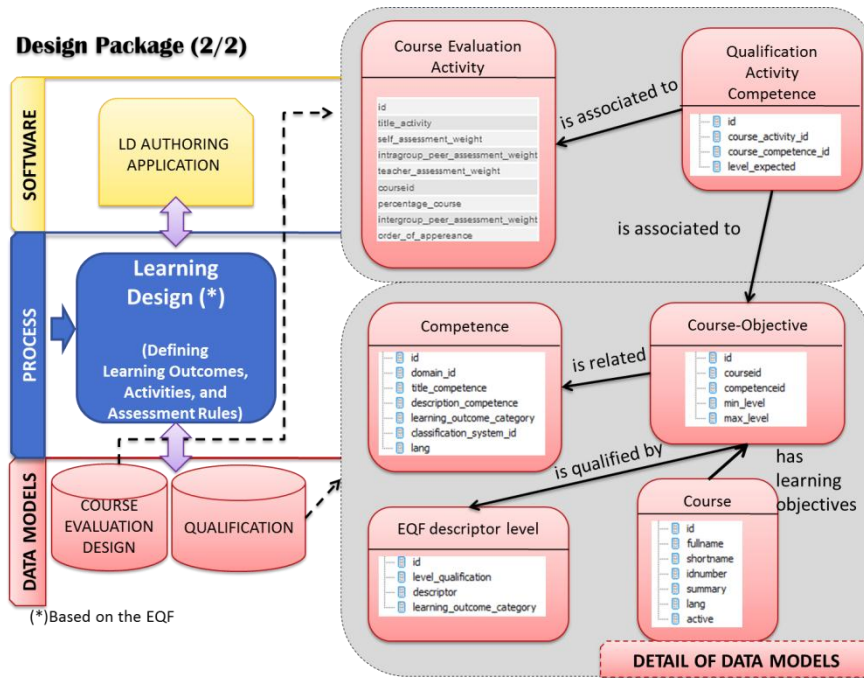 Design Package (2/2)
SOFTWARE
LD AUTHORING
APPLICATION
PROCESS
Learning
Design (*)
(Defining
Learning Outcomes,
Activities, and
Assessment Rules)
DATA MODELS
COURSE
EVALUATION
DESIGN
QUALIFICATION
(*)Based on the EQF
Course Evaluation
Activity
id
title_activity
self_assessment_weight
intragroup_peer_assessment_weight
teacher_assessment_weight
courseid
percentage_course
intergroup_peer_assessment_weight
order_of_appereance
is associated to
Qualification
Activity
Competence
id
course_activity_id
course_competence_id
level_expected
is associated to
Competence
id
domain_id
title_competence
description_competence
learning_outcome_category
classification_system_id
lang
is related
Course-Objective
id
courseid
competenceid
min_level
max_level
is qualified by
has
learning
objectives
EQF descriptor level
id
level_qualification
descriptor
learning_outcome_category
Course
id
fullname
shortname
idnumber
summary
lang
active
DETAIL OF DATA MODELS